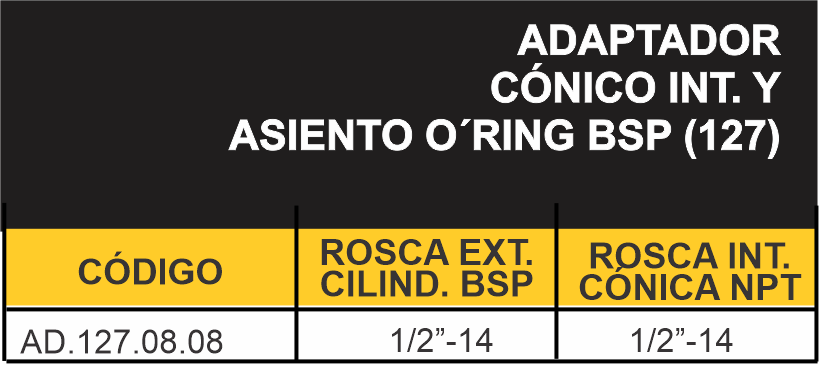 ADAPTADOR
CÓNICO INT. Y
ASIENTO O´RING BSP (127)
CÓDIGO
ROSCA EXT.
CILIND. BSP
ROSCA INT.
CÓNICA NPT
AD.127.08.08
1/2”-14
1/2”-14